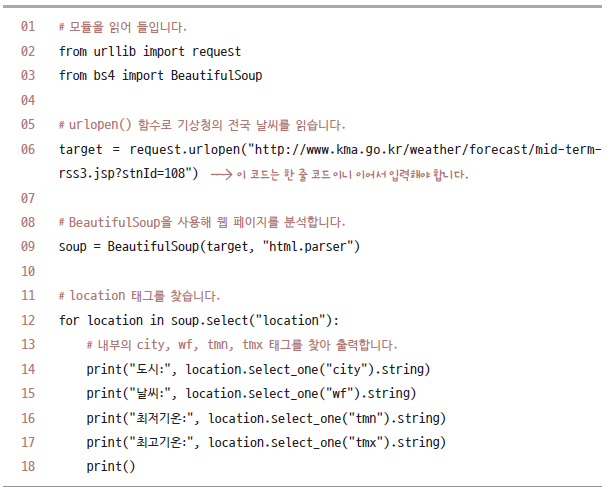 01 # 모듈을 읽어 들입니다.
02 from urllib import request
03 from bs4 import BeautifulSoup
04
05 # urlopen() 함수로 기상청의 전국 날씨를 읽습니다.
06 target = request.urlopen("http://www.kma.go.kr/weather/forecast/mid-term-
rss3.jsp?stnId=108") → 이 코드는 한 줄 코드이니 이어서 입력해야 합니다.
07
08 # BeautifulSoup을 사용해 웹 페이지를 분석합니다.
09 soup = BeautifulSoup(target, "html.parser")
10
11 # location 태그를 찾습니다.
12 for location in soup.select("location"):
13     # 내부의 city, wf, tmn, tmx 태그를 찾아 출력합니다.
14     print("도시:", location.select_one("city").string)
15     print("날씨:", location.select_one("wf").string)
16     print("최저기온:", location.select_one("tmn").string)
17     print("최고기온:", location.select_one("tmx").string)
18     print()